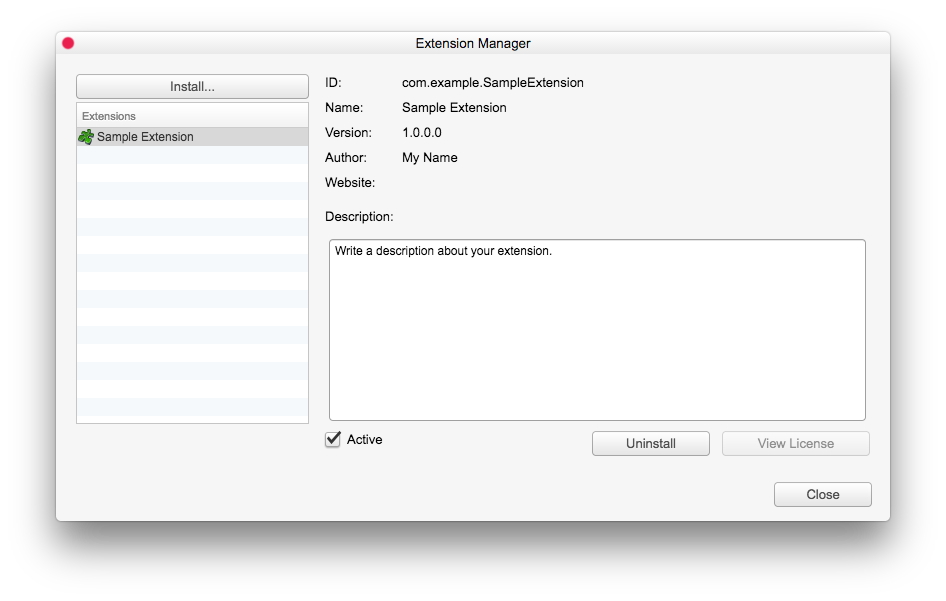 Extension Manager
Install...
Extensions
Sample Extension
ID: com.example.SampleExtension
Name: Sample Extension
Version: 1.0.0.0
Author: My Name
Website:
Description:
Write a description about your extension.
Active
Uninstall
View License
Close